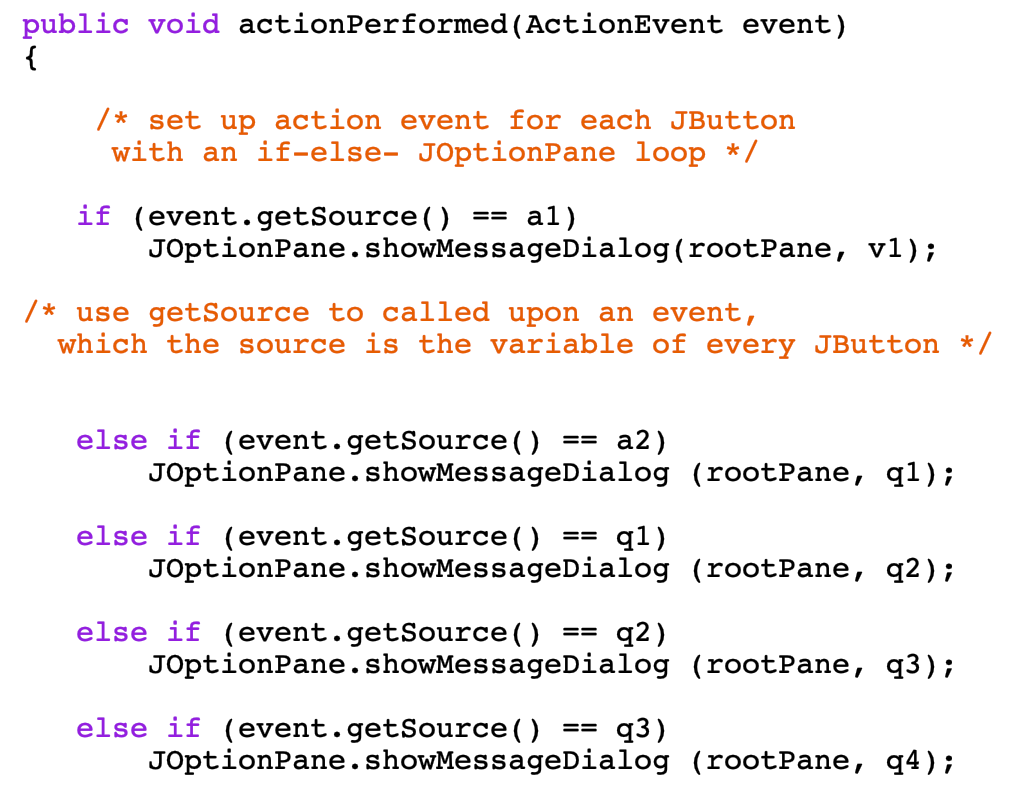 public void actionPerformed(ActionEvent event)
{
/* set up action event for each JButton
with an if-else- JOptionPane loop */
if (event.getSource() == a1)
JOptionPane.showMessageDialog(rootPane, v1);
/* use getSource to called upon an event,
which the source is the variable of every JButton */
else if (event.getSource() == a2)
JOptionPane.showMessageDialog (rootPane, q1);
else if (event.getSource() == q1)
JOptionPane.showMessageDialog (rootPane, q2);
else if (event.getSource() == q2)
JOptionPane.showMessageDialog (rootPane, q3);
else if (event.getSource() == q3)
JOptionPane.showMessageDialog (rootPane, q4);